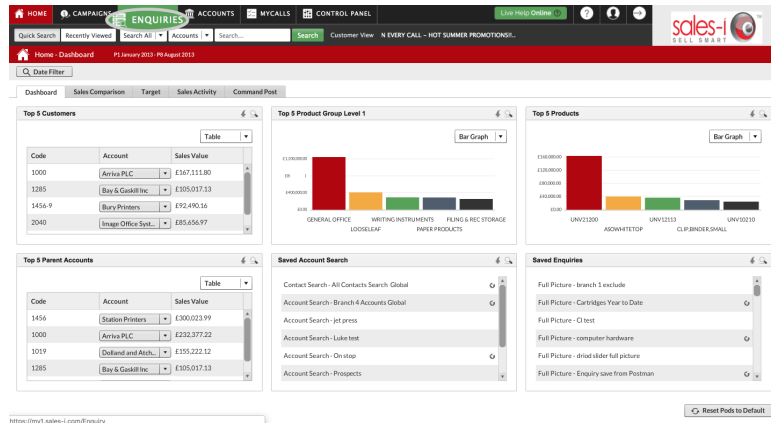 HOME
CAMPAIGNS
ENQUIRIES
ACCOUNTS
MYCALLS
CONTROL PANEL
Live Help Online
sales-i
SELL SMART
Quick Search
Recently Viewed
Search All
Accounts
Search...
Search
Customer View
N EVERY CALL - HOT SUMMER PROMOTIONS!!..
Home - Dashboard
P1 January 2013 - P8 August 2013
Date Filter
Dashboard
Sales Comparison
Target
Sales Activity
Command Post
Top 5 Customers
Table
Code Account Sales Value
1000 Arriva PLC £167,111.80
1285 Bay & Gaskill Inc £105,017.13
1456-9 Bury Printers £92,490.16
2040 Image Office Syst... £85,656.97
Top 5 Product Group Level 1
Bar Graph
£1,200,000.00
£400,000.00
£0.00
GENERAL OFFICE
WRITING INSTRUMENTS
FILING & REC STORAGE
LOOSELEAF
PAPER PRODUCTS
Top 5 Products
Bar Graph
£160,000.00
£120,000.00
£80,000.00
£40,000.00
£0.00
UNV21200
UNV12113
UNV10210
ASOWHITETOP
CLIP,BINDER,SMALL
Top 5 Parent Accounts
Table
Code Account Sales Value
1456 Station Printers £300,023.99
1000 Arriva PLC £232,377.22
1019 Dolland and Atch... £155,222.12
1285 Bay & Gaskill Inc £105,017.13
Saved Account Search
Contact Search - All Contacts Search Global
Account Search - Branch 4 Accounts Global
Account Search - jet press
Account Search - Luke test
Account Search - On stop
Account Search - Prospects
Saved Enquiries
Full Picture - branch 1 exclude
Full Picture - Cartridges Year to Date
Full Picture - CI test
Full Picture - computer hardware
Full Picture - driod slider full picture
Full Picture - Enquiry save from Postman
Reset Pods to Default
https://my1.sales-i.com/Enquiry